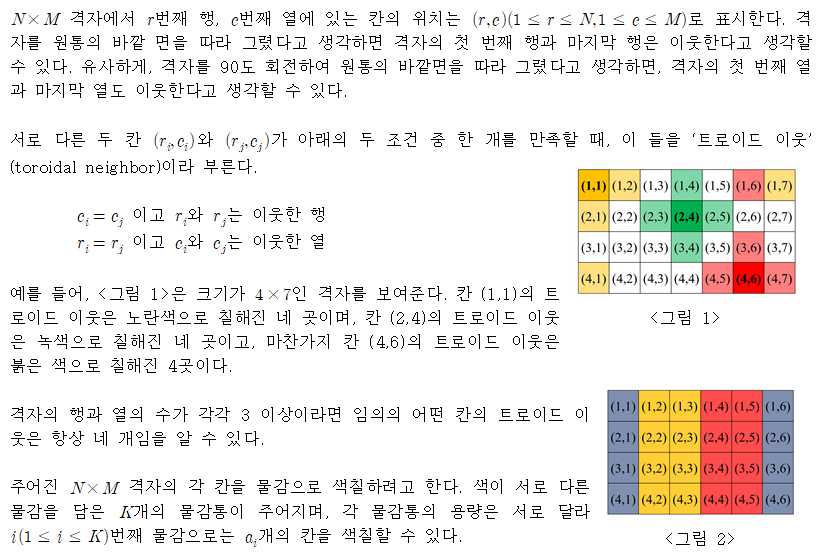 N×M 격자에서 r번째 행, c번째 열에 있는 칸의 위치는 (r,c)(1 ≤ r ≤ N,1 ≤ c ≤ M)로 표시한다. 격
자를 원통의 바깥 면을 따라 그렸다고 생각하면 격자의 첫 번째 행과 마지막 행은 이웃한다고 생각할
수 있다. 유사하게, 격자를 90도 회전하여 원통의 바깥면을 따라 그렸다고 생각하면, 격자의 첫 번째 열
과 마지막 열도 이웃한다고 생각할 수 있다.
서로 다른 두 칸 (r_i,c_i)와 (r_j,c_j)가 아래의 두 조건 중 한 개를 만족할 때, 이 들을 ‘트로이드 이웃’
(toroidal neighbor)이라 부른다.
c_i = c_j 이고 r_i와 r_j는 이웃한 행
r_i = r_j 이고 c_i와 c_j는 이웃한 열
예를 들어, <그림 1>은 크기가 4×7인 격자를 보여준다. 칸 (1,1)의 트
로이드 이웃은 노란색으로 칠해진 네 곳이며, 칸 (2,4)의 트로이드 이웃
은 녹색으로 칠해진 네 곳이고, 마찬가지 칸 (4,6)의 트로이드 이웃은
붉은 색으로 칠해진 4곳이다.
(1,1) (1,2) (1,3) (1,4) (1,5) (1,6) (1,7)
(2,1) (2,2) (2,3) (2,4) (2,5) (2,6) (2,7)
(3,1) (3,2) (3,3) (3,4) (3,5) (3,6) (3,7)
(4,1) (4,2) (4,3) (4,4) (4,5) (4,6) (4,7)
<그림 1>
격자의 행과 열의 수가 각각 3 이상이라면 임의의 어떤 칸의 트로이드 이
웃은 항상 네 개임을 알 수 있다.
주어진 N×M 격자의 각 칸을 물감으로 색칠하려고 한다. 색이 서로 다른
물감을 담은 K개의 물감통이 주어지며, 각 물감통의 용량은 서로 달라
i(1 ≤ i ≤ K)번째 물감으로는 a_i개의 칸을 색칠할 수 있다.
(1,1) (1,2) (1,3) (1,4) (1,5) (1,6)
(2,1) (2,2) (2,3) (2,4) (2,5) (2,6)
(3,1) (3,2) (3,3) (3,4) (3,5) (3,6)
(4,1) (4,2) (4,3) (4,4) (4,5) (4,6)
<그림 2>